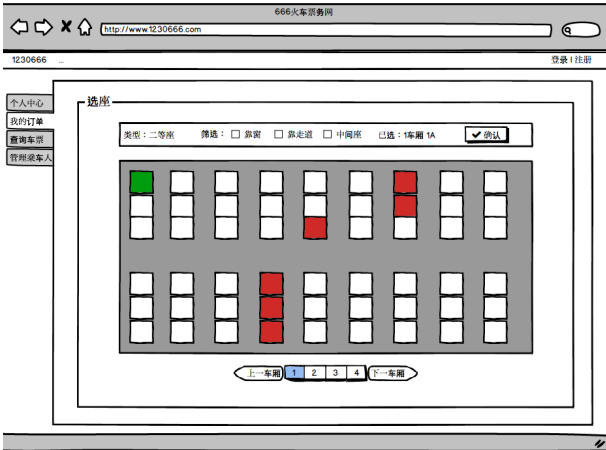 666火车票务网
http://www.1230666.com
1230666 ... 登录 | 注册
个人中心
我的订单
查询车票
管理乘车人
选座
类型：二等座 筛选： 靠窗 靠走道 中间座 已选：1车厢 1A 确认
上一车厢 1 2 3 4 下一车厢